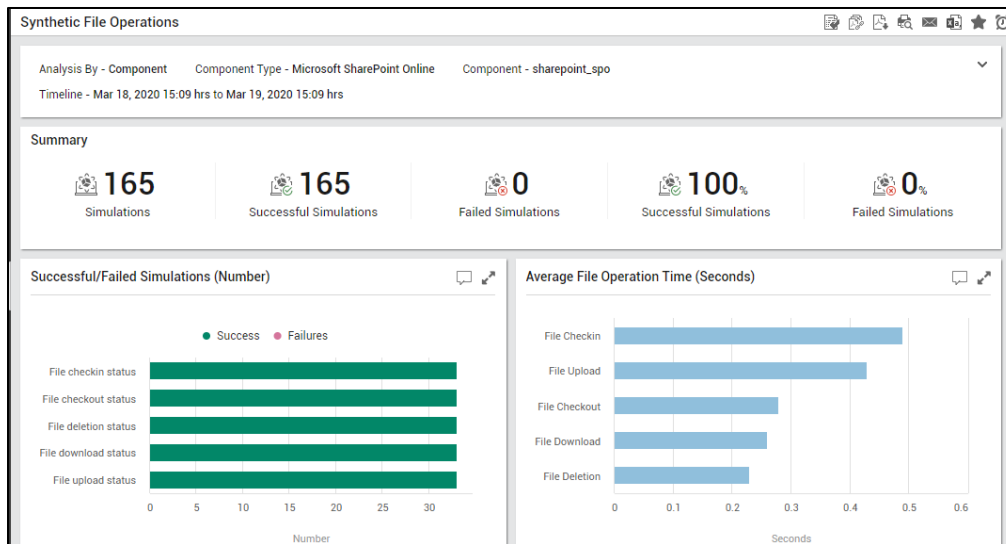 Synthetic File Operations
Analysis By - Component Component Type - Microsoft SharePoint Online Component - sharepoint_spo
Timeline - Mar 18, 2020 15:09 hrs to Mar 19, 2020 15:09 hrs
Summary
165 165 0 100% 0%
Simulations Successful Simulations Failed Simulations Successful Simulations Failed Simulations
Successful/Failed Simulations (Number)
Success Failures
File checkin status
File checkout status
File deletion status
File download status
File upload status
0 5 10 15 20 25 30
Number
Average File Operation Time (Seconds)
File Checkin
File Upload
File Checkout
File Download
File Deletion
0 0.1 0.2 0.3 0.4 0.5 0.6
Seconds